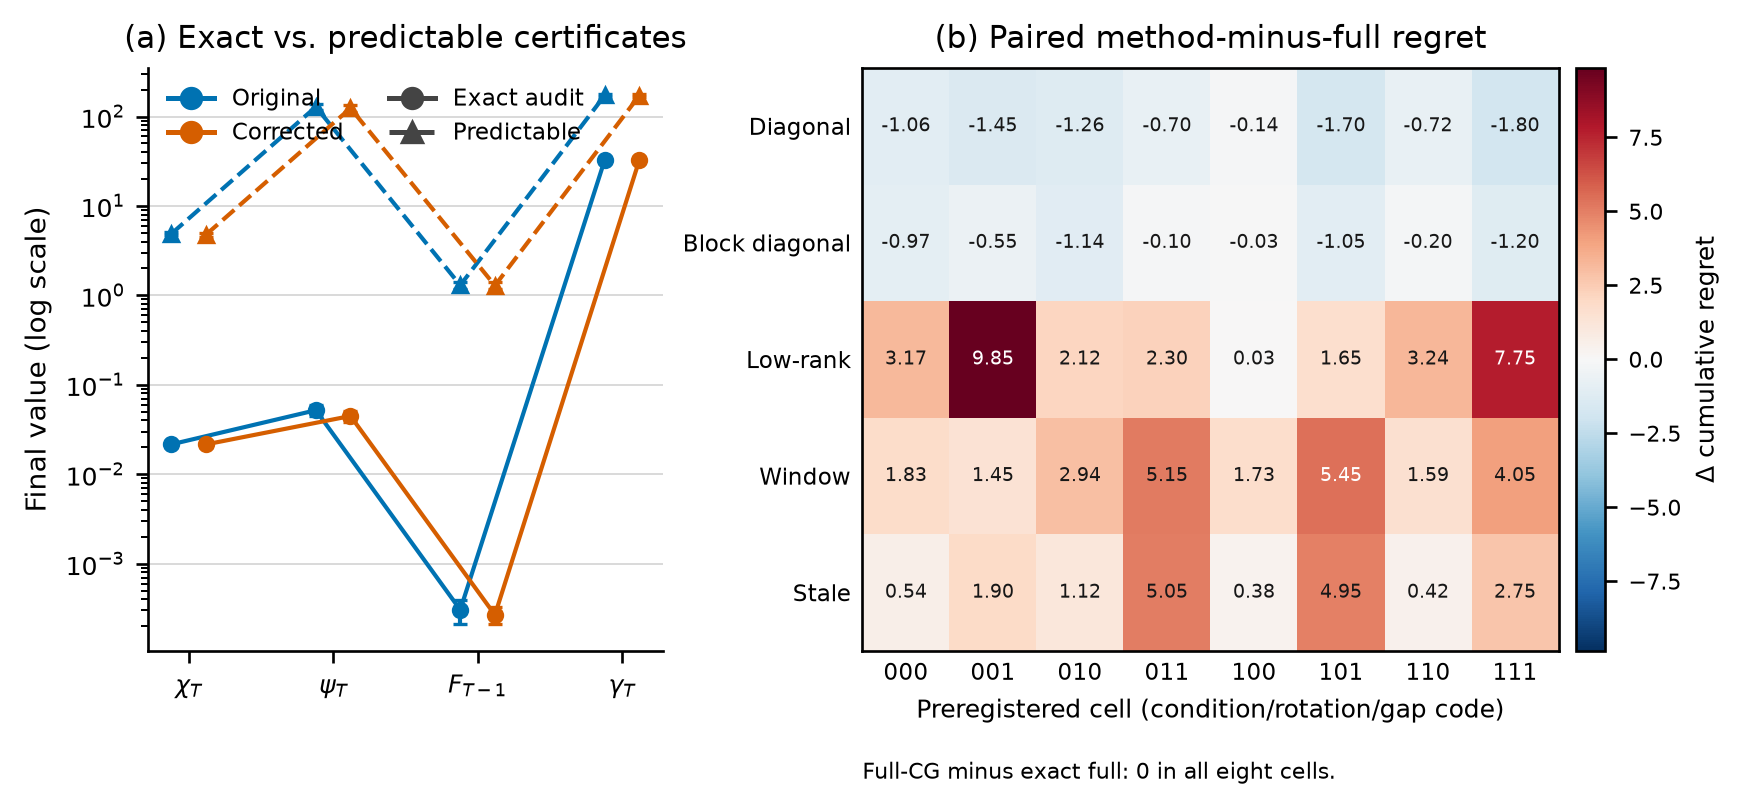 (a) Exact vs. predictable certificates
Original
Corrected
Exact audit
Predictable
Final value (log scale)
10²
10¹
10⁰
10⁻¹
10⁻²
10⁻³
χ_T
ψ_T
F_{T−1}
γ_T
(b) Paired method-minus-full regret
Diagonal -1.06 -1.45 -1.26 -0.70 -0.14 -1.70 -0.72 -1.80
Block diagonal -0.97 -0.55 -1.14 -0.10 -0.03 -1.05 -0.20 -1.20
Low-rank 3.17 9.85 2.12 2.30 0.03 1.65 3.24 7.75
Window 1.83 1.45 2.94 5.15 1.73 5.45 1.59 4.05
Stale 0.54 1.90 1.12 5.05 0.38 4.95 0.42 2.75
000 001 010 011 100 101 110 111
Preregistered cell (condition/rotation/gap code)
7.5
5.0
2.5
0.0
−2.5
−5.0
−7.5
Δ cumulative regret
Full-CG minus exact full: 0 in all eight cells.